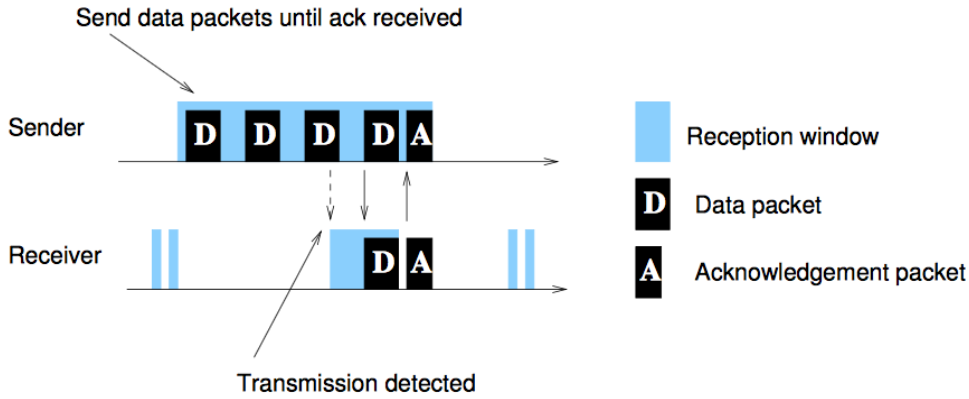 Send data packets until ack received
Sender
D D D D A
Reception window
D Data packet
Receiver
D A
A Acknowledgement packet
Transmission detected